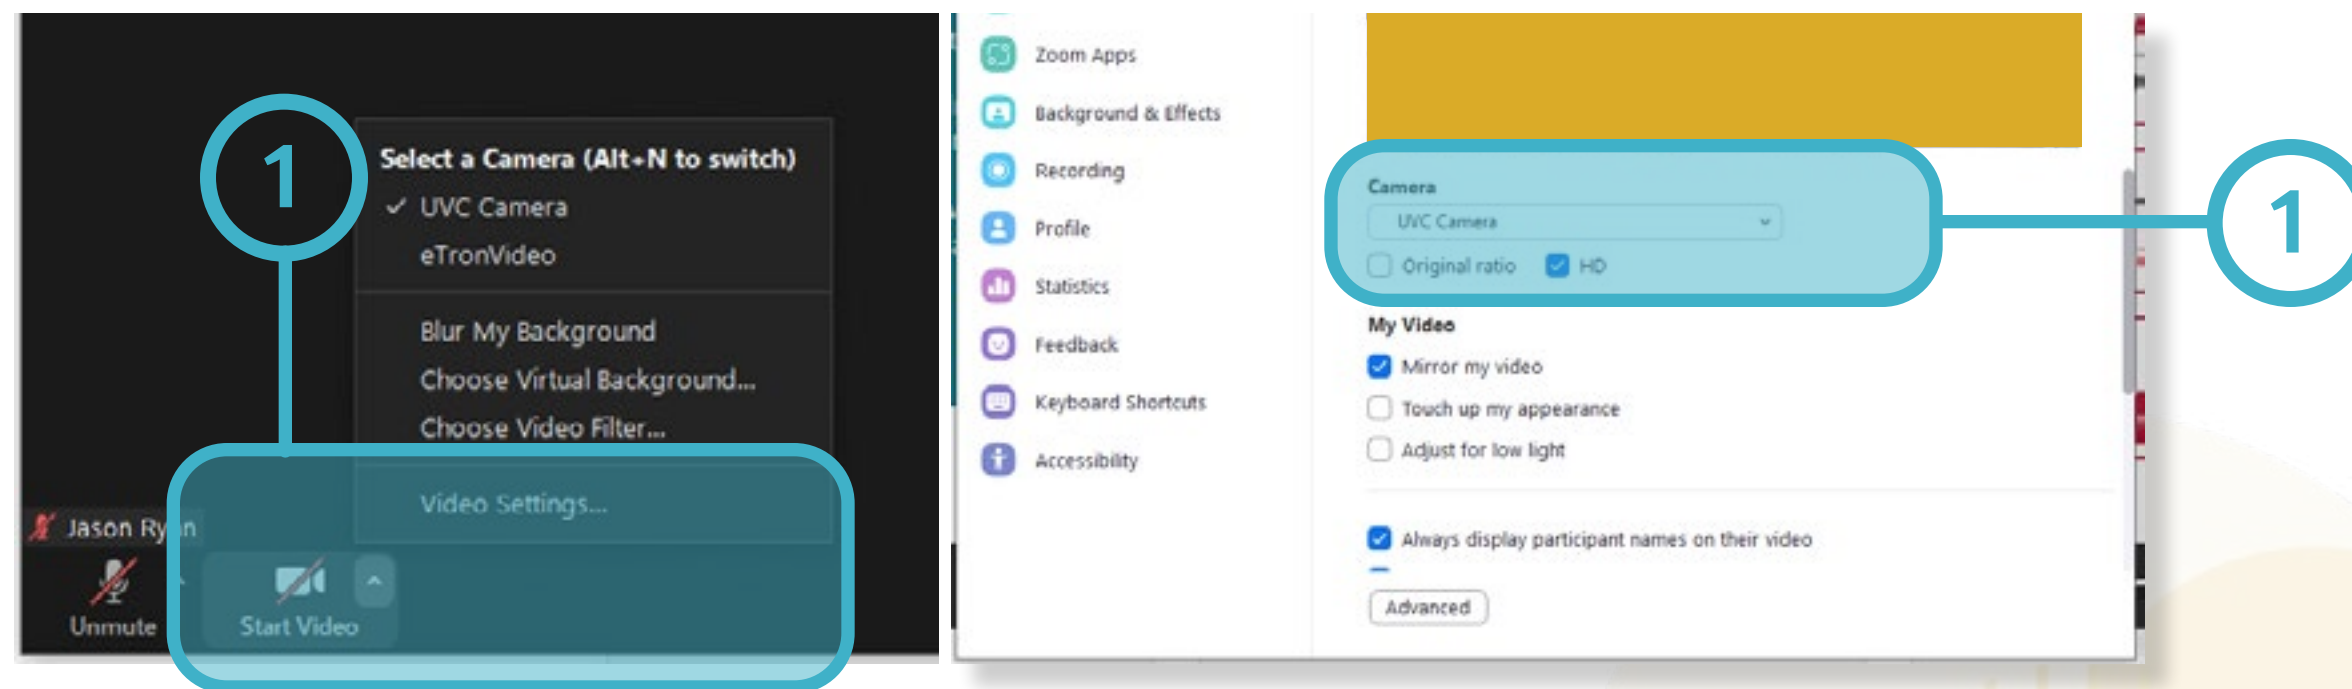 1
Select a Camera (Alt+N to switch)
UVC Camera
eTronVideo
Blur My Background
Choose Virtual Background...
Choose Video Filter...
Video Settings...
Jason Ryan
Unmute
Start Video
Zoom Apps
Background & Effects
Recording
Profile
Statistics
Feedback
Keyboard Shortcuts
Accessibility
Camera
UVC Camera
Original ratio HD
1
My Video
Mirror my video
Touch up my appearance
Adjust for low light
Always display participant names on their video
Advanced